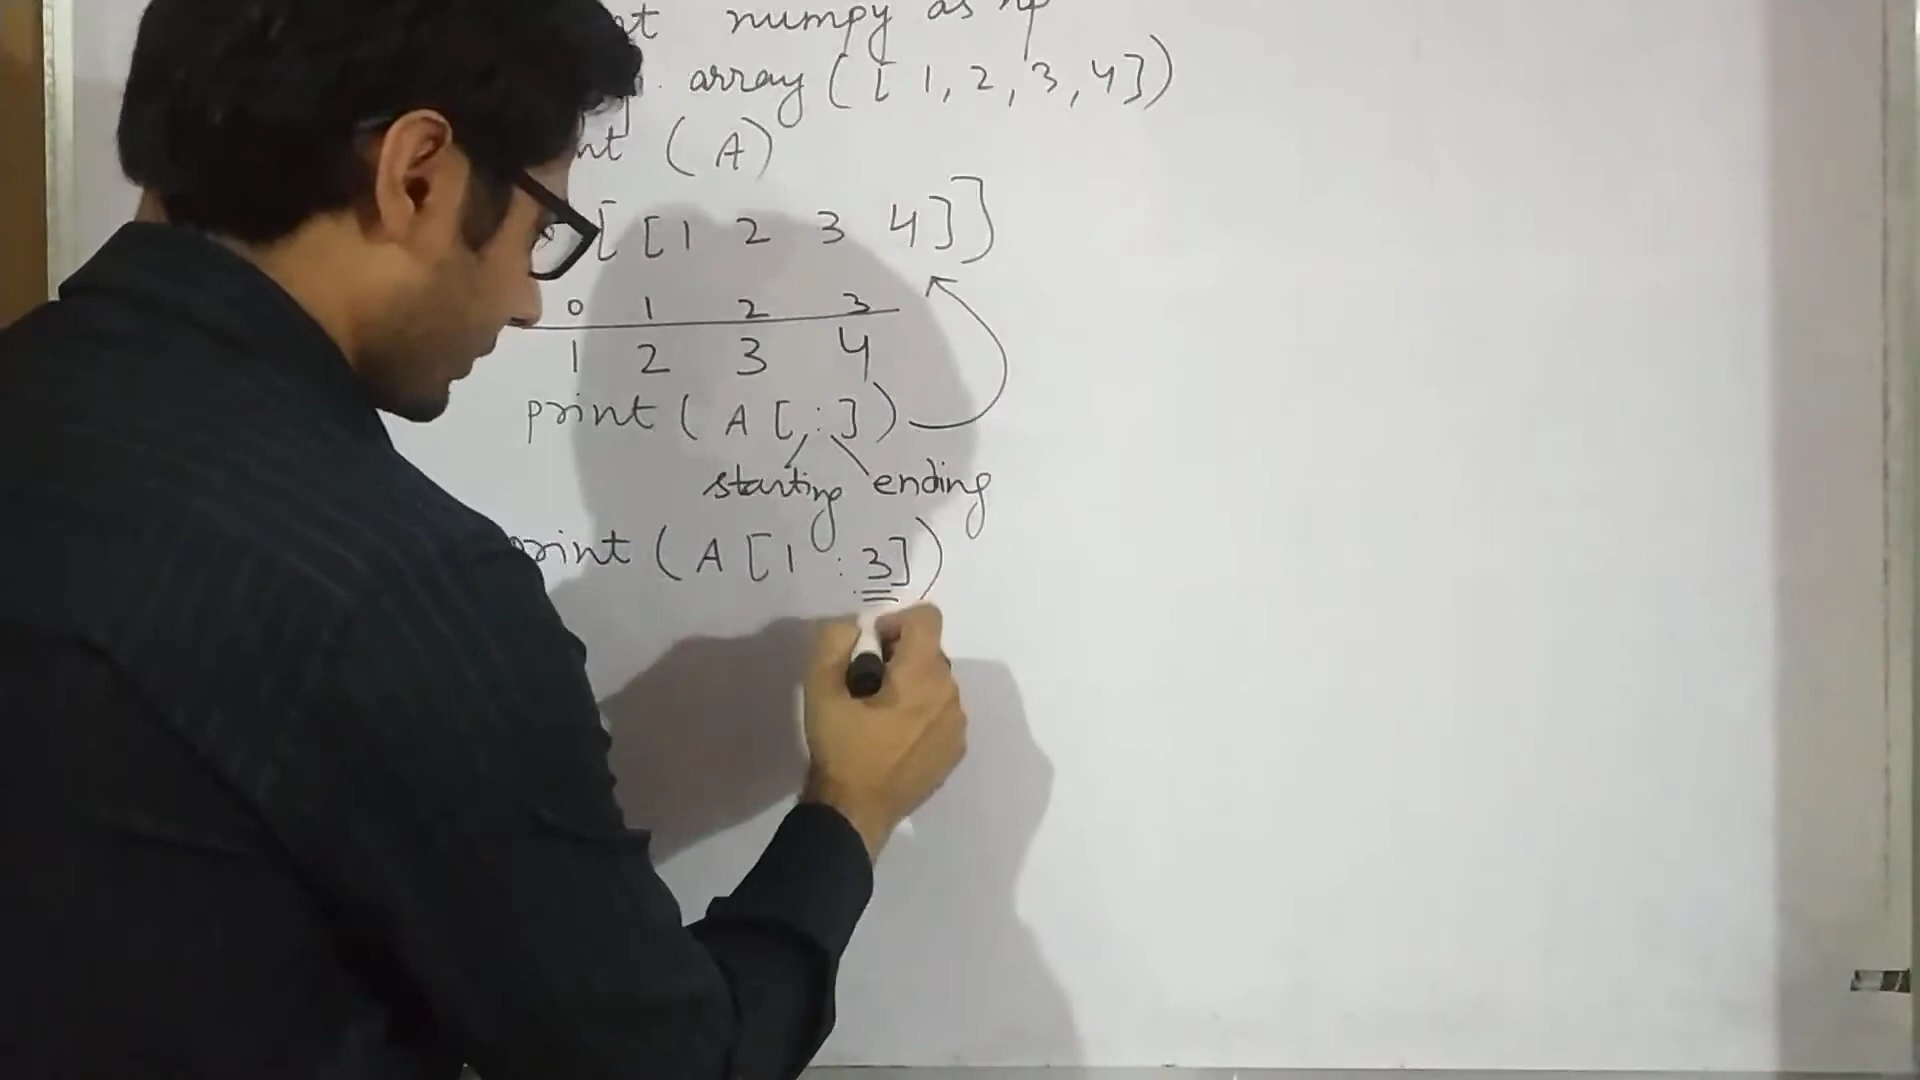 numpy as np
array ( [ 1, 2, 3, 4 ] )
( A )
[ [ 1 2 3 4 ] ]
0 1 2 3
1 2 3 4
print ( A [ : ] )
starting ending
print ( A [ 1 : 3 ] )